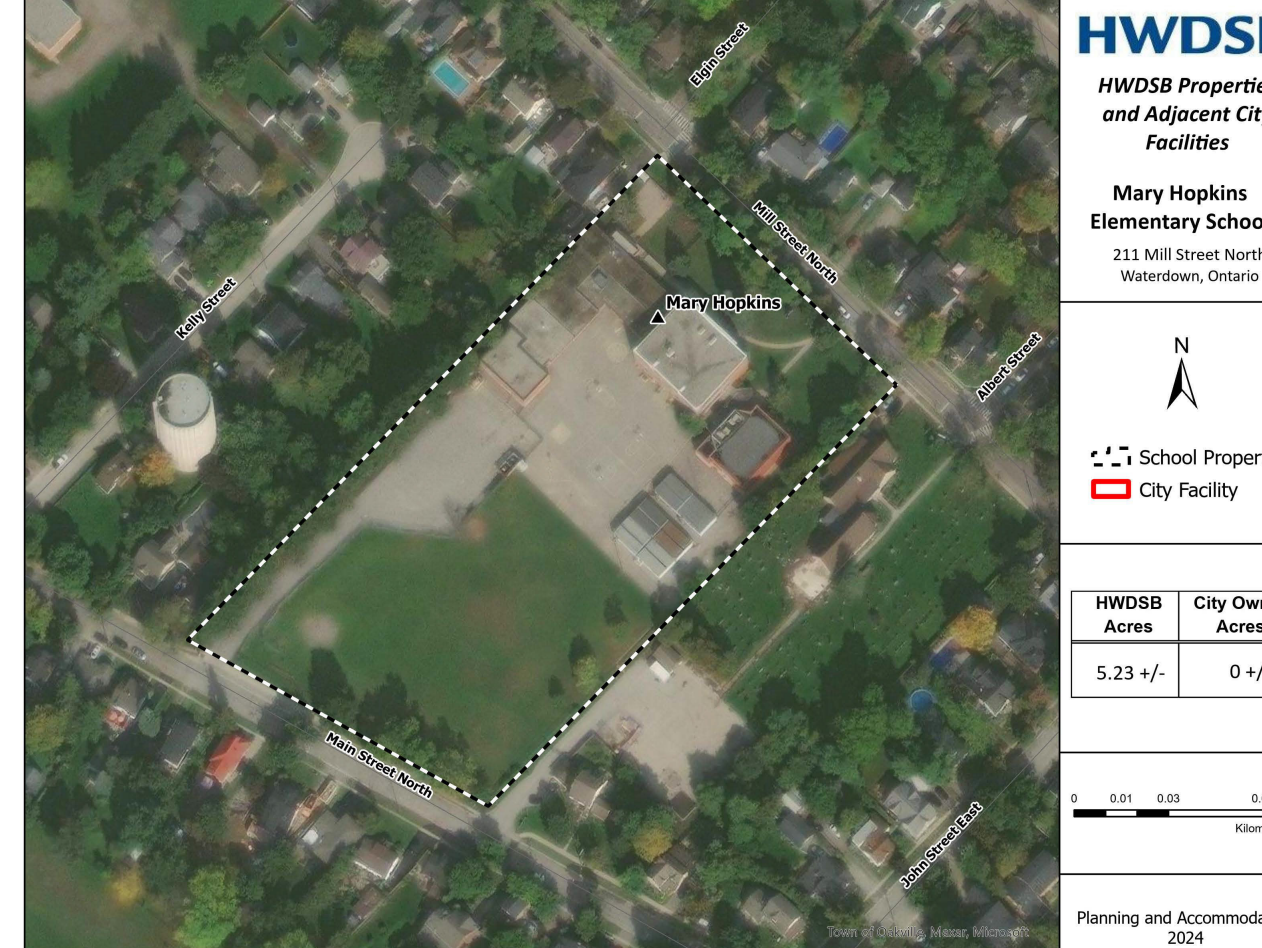 Elgin Street
Mill Street North
Mary Hopkins
Kelly Street
Albert Street
Main Street North
John Street East
Town of Oakville, Maxar, Microsoft
HWDSB
HWDSB Propertie
and Adjacent City
Facilities
Mary Hopkins
Elementary Schoo
211 Mill Street North
Waterdown, Ontario
N
School Proper
City Facility
HWDSB City Own
Acres Acres
5.23 +/- 0 +/
0 0.01 0.03 0.0
Kilom
Planning and Accommoda
2024